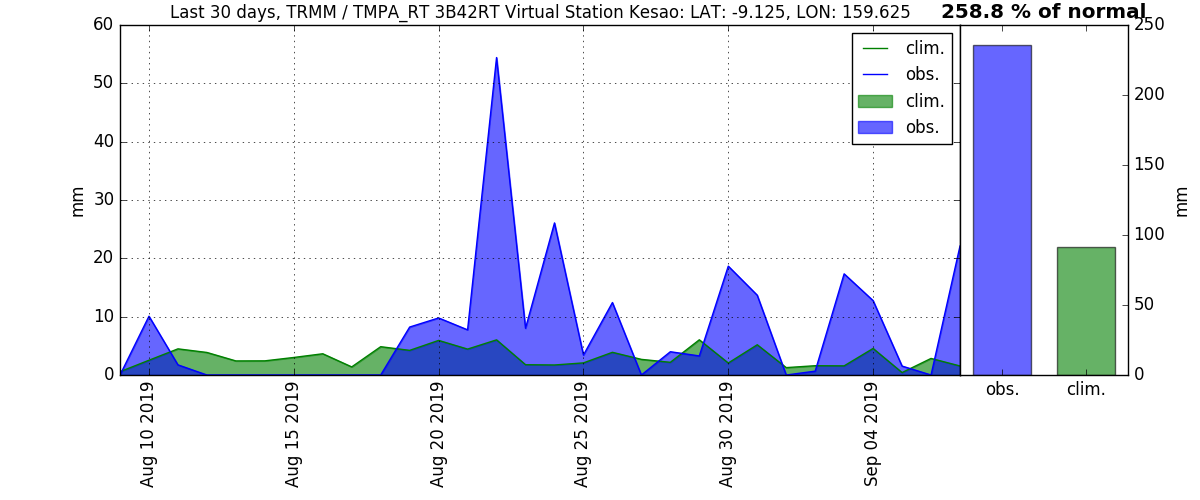 Last 30 days, TRMM / TMPA_RT 3B42RT Virtual Station Kesao: LAT: -9.125, LON: 159.625
258.8 % of normal
60
50
40
30
20
10
0
mm
clim.
obs.
clim.
obs.
250
200
150
100
50
0
mm
obs.
clim.
Aug 10 2019
Aug 15 2019
Aug 20 2019
Aug 25 2019
Aug 30 2019
Sep 04 2019